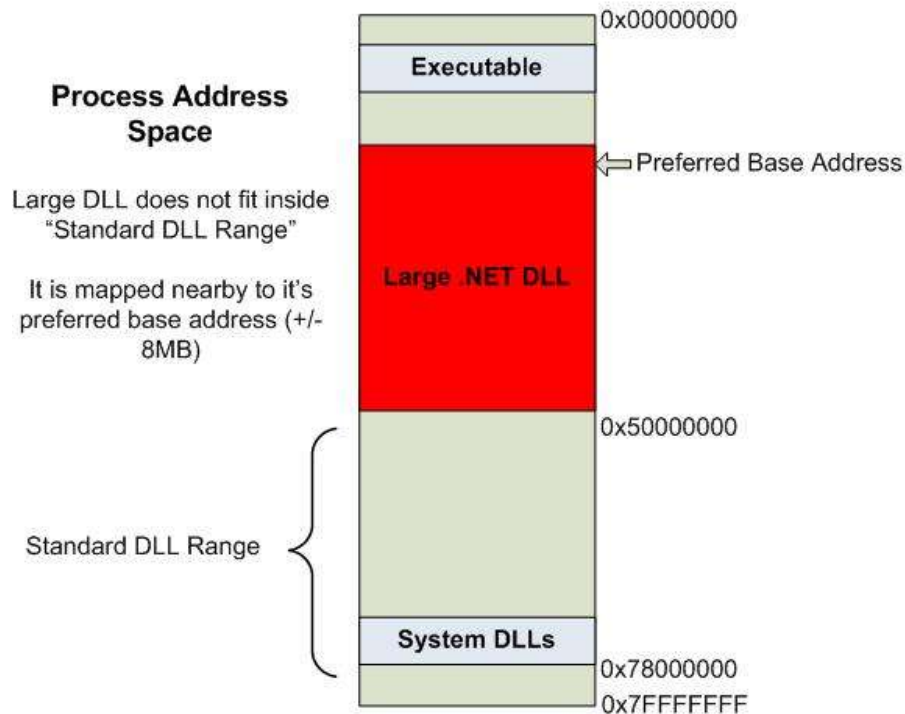 0x00000000
Executable
Process Address
Space
Preferred Base Address
Large DLL does not fit inside
“Standard DLL Range”
Large .NET DLL
It is mapped nearby to it’s
preferred base address (+/-
8MB)
0x50000000
Standard DLL Range
System DLLs
0x78000000
0x7FFFFFFF